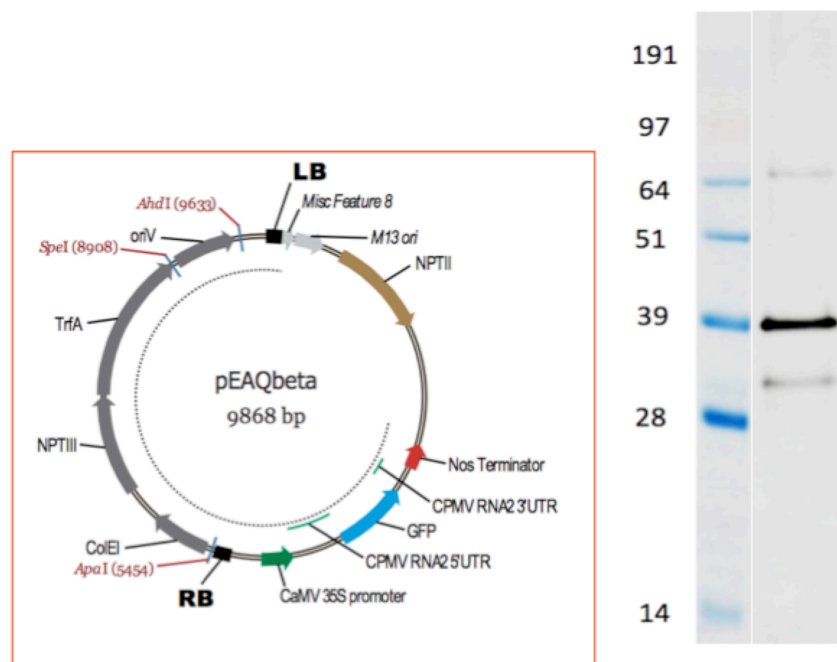 LB
Misc Feature 8
AhdI (9633)
oriV
M13 ori
SpeI (8908)
NPTII
TrfA
pEAQbeta
9868 bp
NPTIII
Nos Terminator
CPMV RNA2 3'UTR
GFP
ColEI
CPMV RNA2 5'UTR
ApaI (5454)
RB
CaMV 35S promoter
191
97
64
51
39
28
14